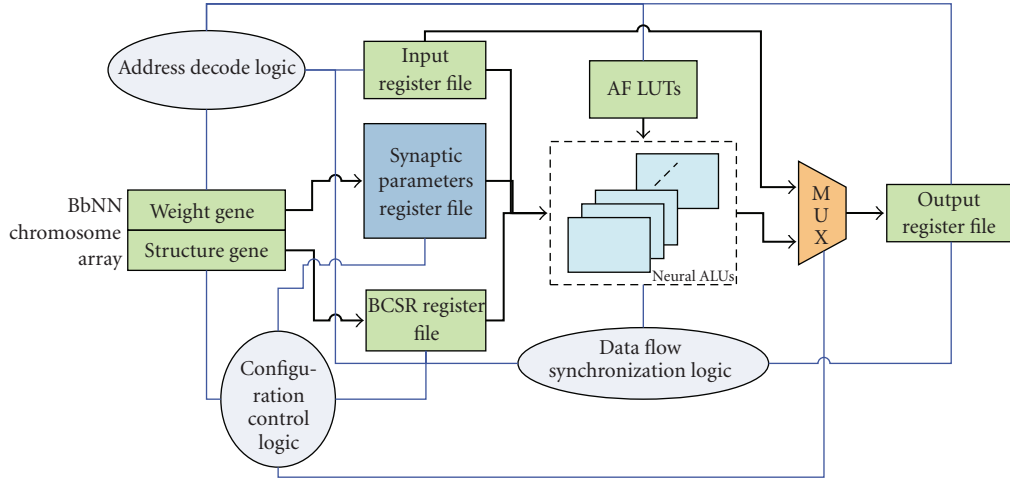 Address decode logic
Input
register file
AF LUTs
Synaptic
parameters
register file
BbNN
chromosome
array
Weight gene
Structure gene
BCSR register
file
Configu-
ration
control
logic
Neural ALUs
Data flow
synchronization logic
M
U
X
Output
register file